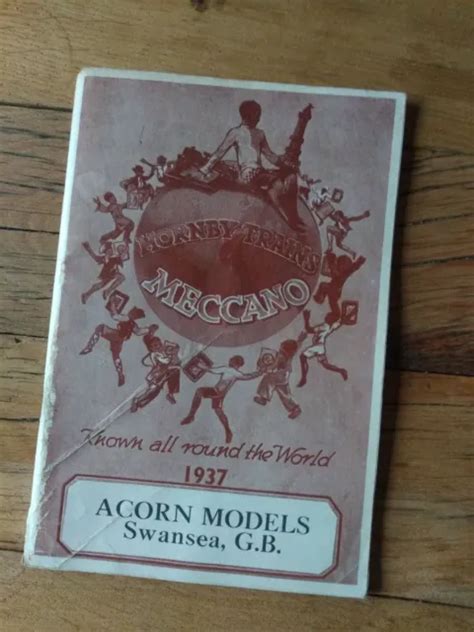 HORNBY TRAINS
MECCANO
Known all round the World
1937
ACORN MODELS
Swansea, G.B.